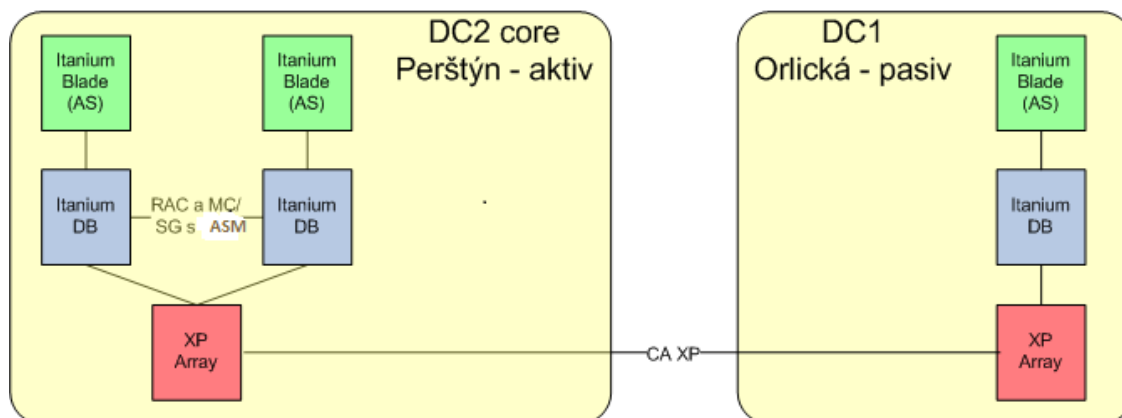 DC2 core
Perštýn - aktiv
Itanium
Blade
(AS)
Itanium
Blade
(AS)
Itanium
DB
RAC a MC/
SG s ASM
Itanium
DB
XP
Array
CA XP
DC1
Orlická - pasiv
Itanium
Blade
(AS)
Itanium
DB
XP
Array